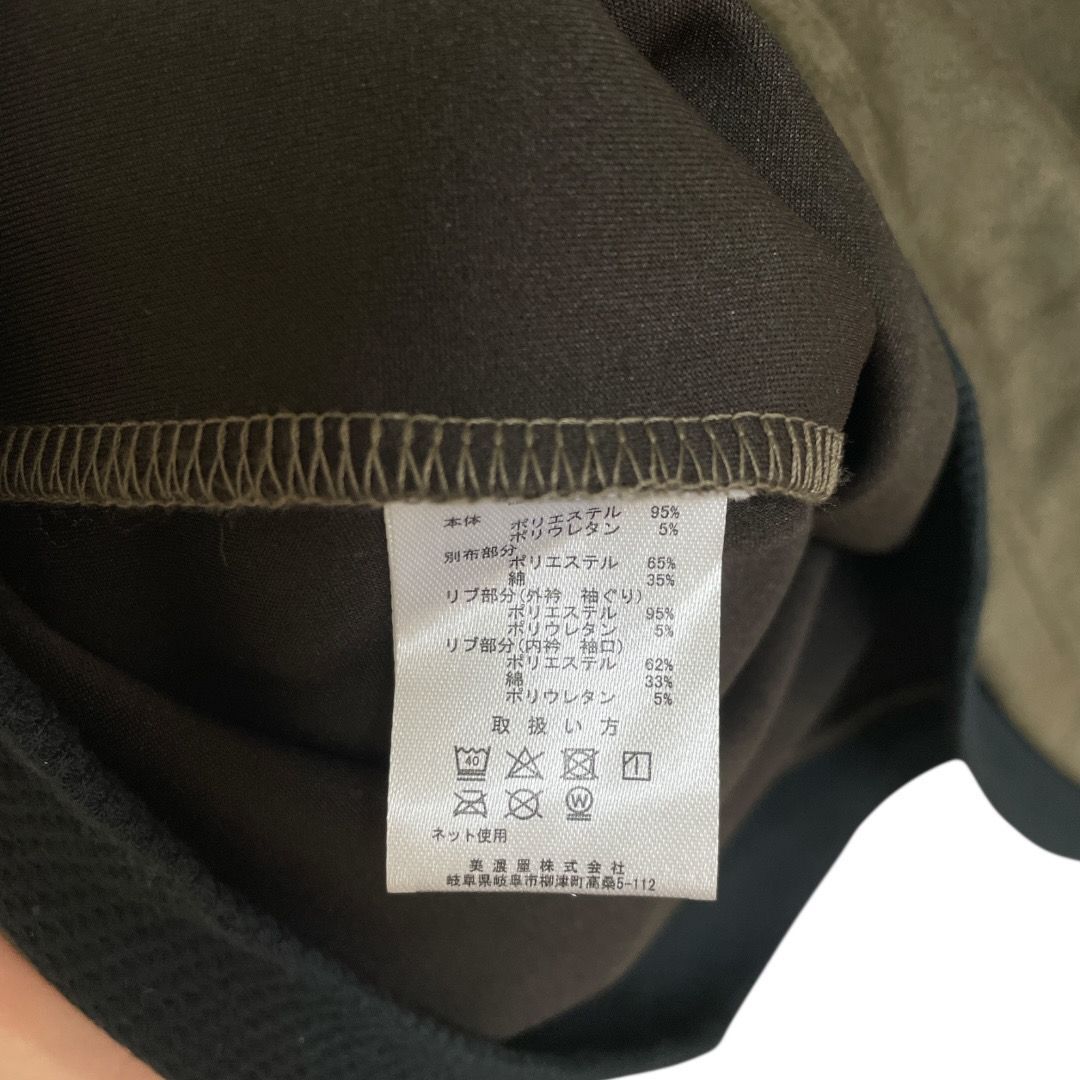 本体 ポリエステル 95%
ポリウレタン 5%
別布部分
ポリエステル 65%
綿 35%
リブ部分(外衿 袖ぐり)
ポリエステル 95%
ポリウレタン 5%
リブ部分(内衿 袖口)
ポリエステル 62%
綿 33%
ポリウレタン 5%
取扱い方
40
W
ネット使用
美濃屋株式会社
岐阜県岐阜市柳津町高桑5-112